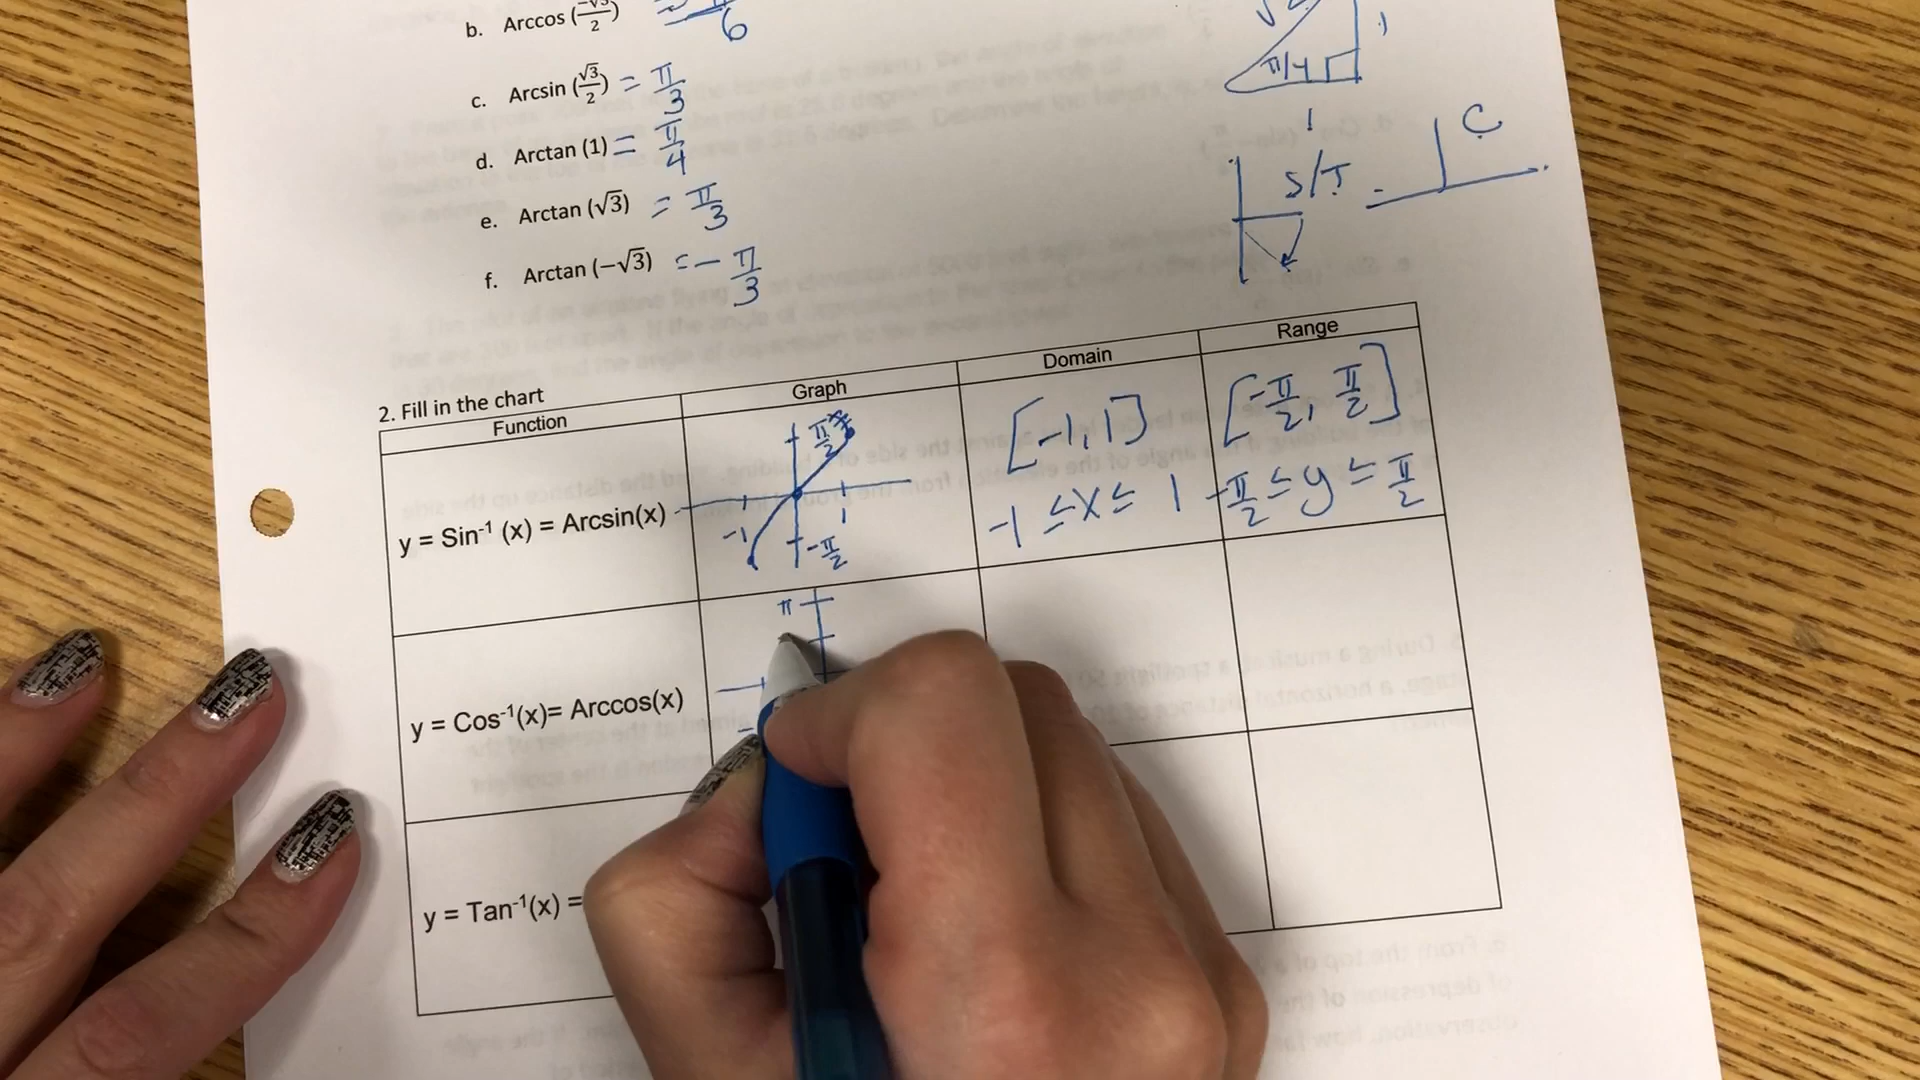 b. Arccos (−√3/2) = π/6
c. Arcsin (√3/2) = π/3
d. Arctan (1) = π/4
e. Arctan (√3) = π/3
f. Arctan (−√3) = − π/3
π/4 1
1
S/T C
2. Fill in the chart
Function Graph Domain Range
y = Sin⁻¹ (x) = Arcsin(x) π/2 -1 1 -π/2 [-1, 1] [-π/2, π/2]
-1 ≤ x ≤ 1 -π/2 ≤ y ≤ π/2
y = Cos⁻¹(x)= Arccos(x) π
y = Tan⁻¹(x) =